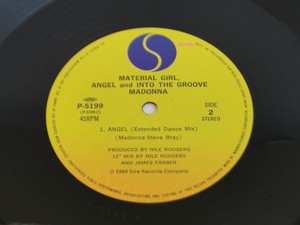 MATERIAL GIRL,
ANGEL and INTO THE GROOVE
MADONNA
P-5199
45RPM
SIDE
2
STEREO
1. ANGEL (Extended Dance Mix)
(Madonna-Steve Bray)
PRODUCED BY NILE RODGERS
12" MIX BY NILE RODGERS
AND JAMES FARBER
© 1984 Sire Records Company